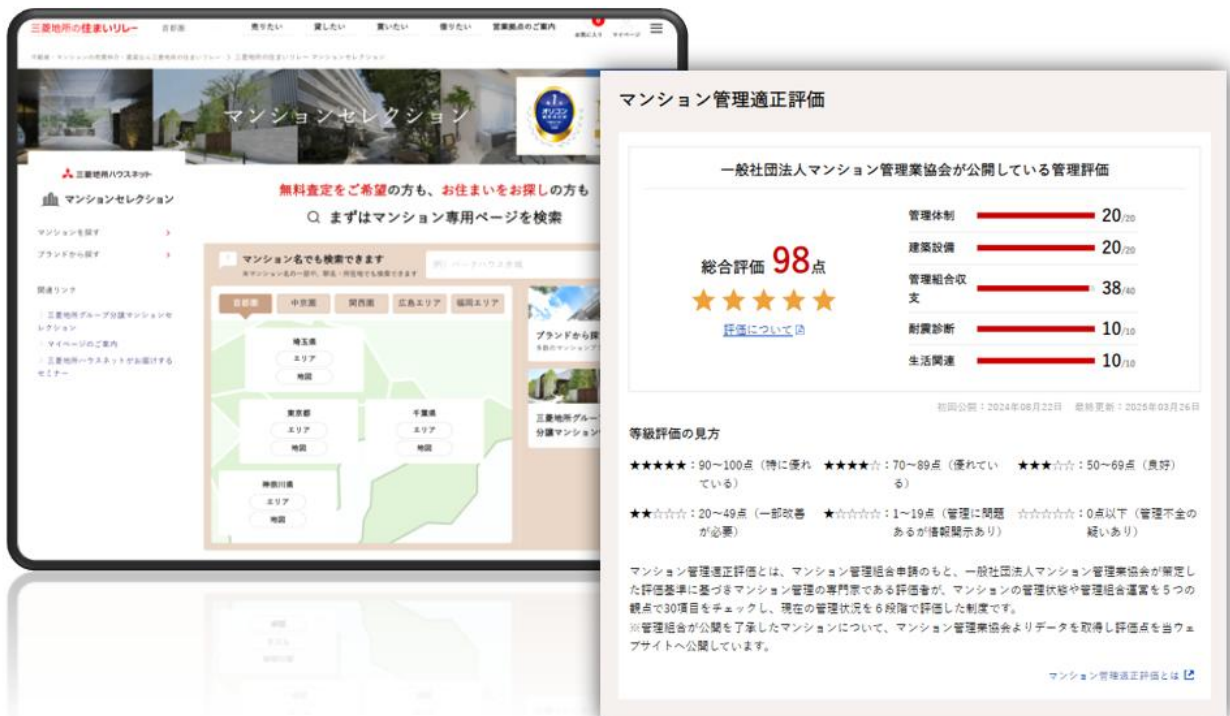 三菱地所の住まいリレー
首都圏
売りたい
貸したい
買いたい
借りたい
営業拠点のご案内
お気に入り
マイページ
マンションセレクション
三菱地所ハウスネット
マンションセレクション
マンションを探す
ブランドから探す
関連リンク
三菱地所グループ分譲マンションセ
レクション
マイページのご案内
三菱地所ハウスネットがお届けする
セミナー
無料査定をご希望の方も、お住まいをお探しの方も
まずはマンション専用ページを検索
マンション名でも検索できます
※マンション名の一部や、駅名・所在地でも検索できます
首都圏
中京圏
関西圏
広島エリア
福岡エリア
埼玉県
エリア
地図
東京都
エリア
地図
千葉県
エリア
地図
神奈川県
エリア
地図
ブランドから探
三菱地所グルー
分譲マンション
マンション管理適正評価
一般社団法人マンション管理業協会が公開している管理評価
総合評価 98点
★★★★★
評価について
管理体制 20/20
建築設備 20/20
管理組合収
支 38/40
耐震診断 10/10
生活関連 10/10
初回公開：2024年08月22日 最終更新：2025年03月26日
等級評価の見方
★★★★★：90～100点（特に優れ
ている）
★★★★☆：70～89点（優れてい
る）
★★★☆☆：50～69点（良好）
★★☆☆☆：20～49点（一部改善
が必要）
★☆☆☆☆：1～19点（管理に問題
あるが情報開示あり）
☆☆☆☆☆：0点以下（管理不全の
疑いあり）
マンション管理適正評価とは、マンション管理組合申請のもと、一般社団法人マンション管理業協会が策定し
た評価基準に基づきマンション管理の専門家である評価者が、マンションの管理状態や管理組合運営を５つの
観点で30項目をチェックし、現在の管理状況を６段階で評価した制度です。
※管理組合が公開を了承したマンションについて、マンション管理業協会よりデータを取得し評価点を当ウェ
ブサイトへ公開しています。
マンション管理適正評価とは